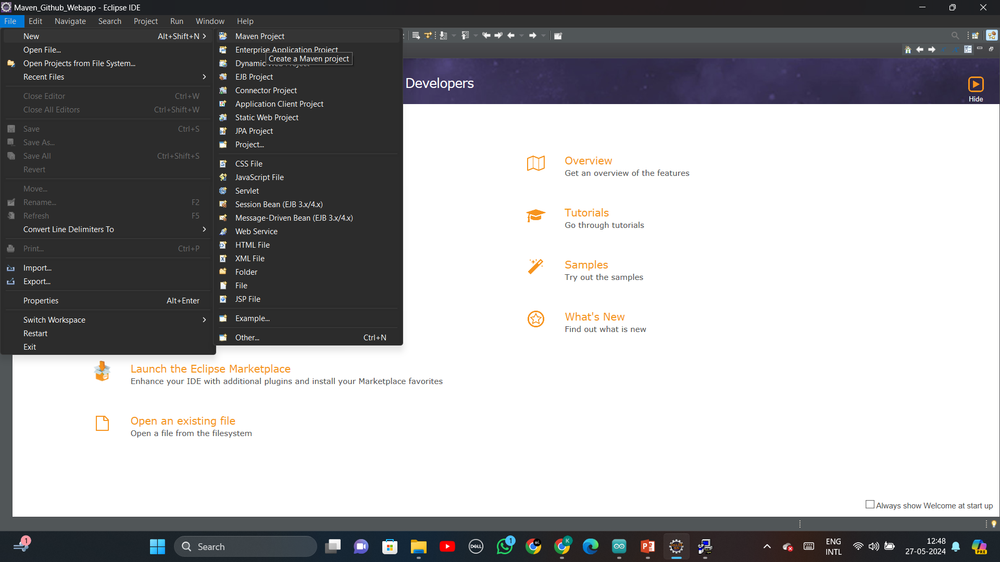 Maven_Github_Webapp - Eclipse IDE
File Edit Navigate Search Project Run Window Help
New Alt+Shift+N
Open File...
Open Projects from File System...
Recent Files
Close Editor Ctrl+W
Close All Editors Ctrl+Shift+W
Save Ctrl+S
Save As...
Save All Ctrl+Shift+S
Revert
Move...
Rename... F2
Refresh F5
Convert Line Delimiters To
Print... Ctrl+P
Import...
Export...
Properties Alt+Enter
Switch Workspace
Restart
Exit
Maven Project
Enterprise Application Project
Create a Maven project
Dynamic Web Project
EJB Project
Connector Project
Application Client Project
Static Web Project
JPA Project
Project...
CSS File
JavaScript File
Servlet
Session Bean (EJB 3.x/4.x)
Message-Driven Bean (EJB 3.x/4.x)
Web Service
HTML File
XML File
Folder
File
JSP File
Example...
Other... Ctrl+N
Developers
Hide
Overview
Get an overview of the features
Tutorials
Go through tutorials
Samples
Try out the samples
What's New
Find out what is new
Launch the Eclipse Marketplace
Enhance your IDE with additional plugins and install your Marketplace favorites
Open an existing file
Open a file from the filesystem
Always show Welcome at start up
1
Search
DELL
1
K
ENG
INTL
12:48
27-05-2024
PRE